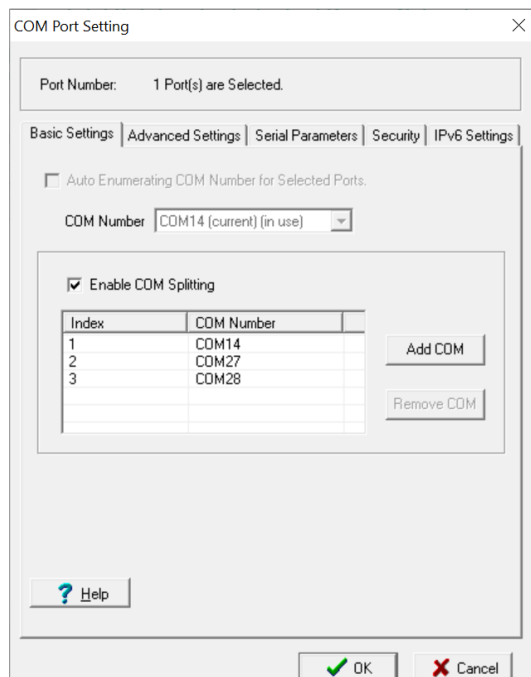 COM Port Setting
Port Number: 1 Port(s) are Selected.
Basic Settings Advanced Settings Serial Parameters Security IPv6 Settings
Auto Enumerating COM Number for Selected Ports.
COM Number COM14 (current) (in use)
Enable COM Splitting
Index COM Number
1 COM14
2 COM27
3 COM28
Add COM
Remove COM
? Help
OK Cancel